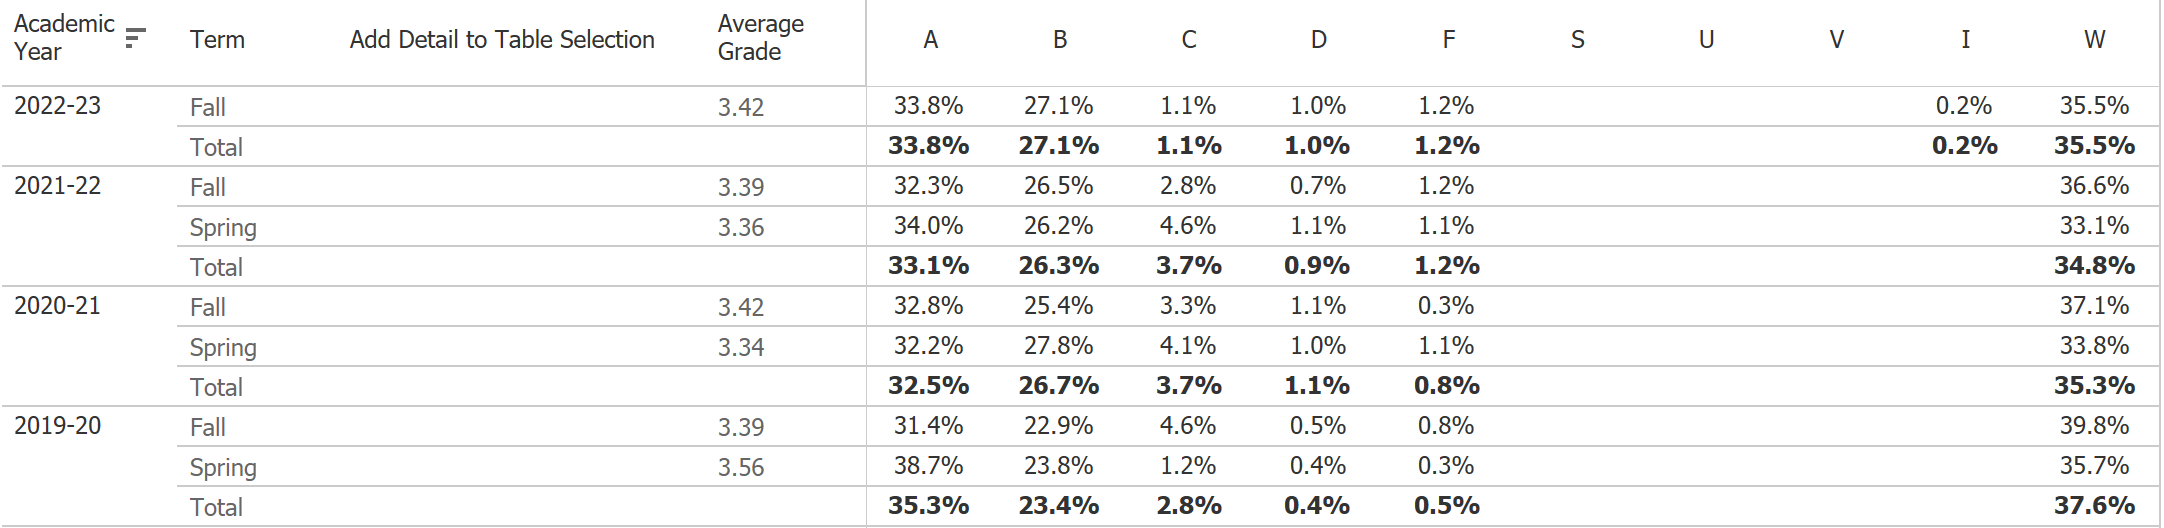 Academic Year Term Add Detail to Table Selection Average Grade A B C D F S U V I W
2022-23 Fall 3.42 33.8% 27.1% 1.1% 1.0% 1.2% 0.2% 35.5%
Total 33.8% 27.1% 1.1% 1.0% 1.2% 0.2% 35.5%
2021-22 Fall 3.39 32.3% 26.5% 2.8% 0.7% 1.2% 36.6%
Spring 3.36 34.0% 26.2% 4.6% 1.1% 1.1% 33.1%
Total 33.1% 26.3% 3.7% 0.9% 1.2% 34.8%
2020-21 Fall 3.42 32.8% 25.4% 3.3% 1.1% 0.3% 37.1%
Spring 3.34 32.2% 27.8% 4.1% 1.0% 1.1% 33.8%
Total 32.5% 26.7% 3.7% 1.1% 0.8% 35.3%
2019-20 Fall 3.39 31.4% 22.9% 4.6% 0.5% 0.8% 39.8%
Spring 3.56 38.7% 23.8% 1.2% 0.4% 0.3% 35.7%
Total 35.3% 23.4% 2.8% 0.4% 0.5% 37.6%